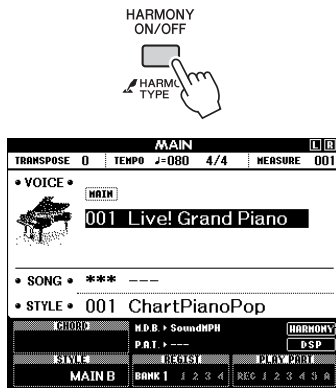 HARMONY
ON/OFF
HARMO
TYPE
MAIN L R
TRANSPOSE 0 TEMPO ♩=080 4/4 MEASURE 001
• VOICE •
MAIN
001 Live! Grand Piano
• SONG • *** ---
• STYLE • 001 ChartPianoPop
CHORD M.D.B. ▸ SoundMPH HARMONY
P.A.T. ▸ --- DSP
STYLE REGIST PLAY PART
MAIN B BANK 1 1 2 3 4 REC 1 2 3 4 5 A